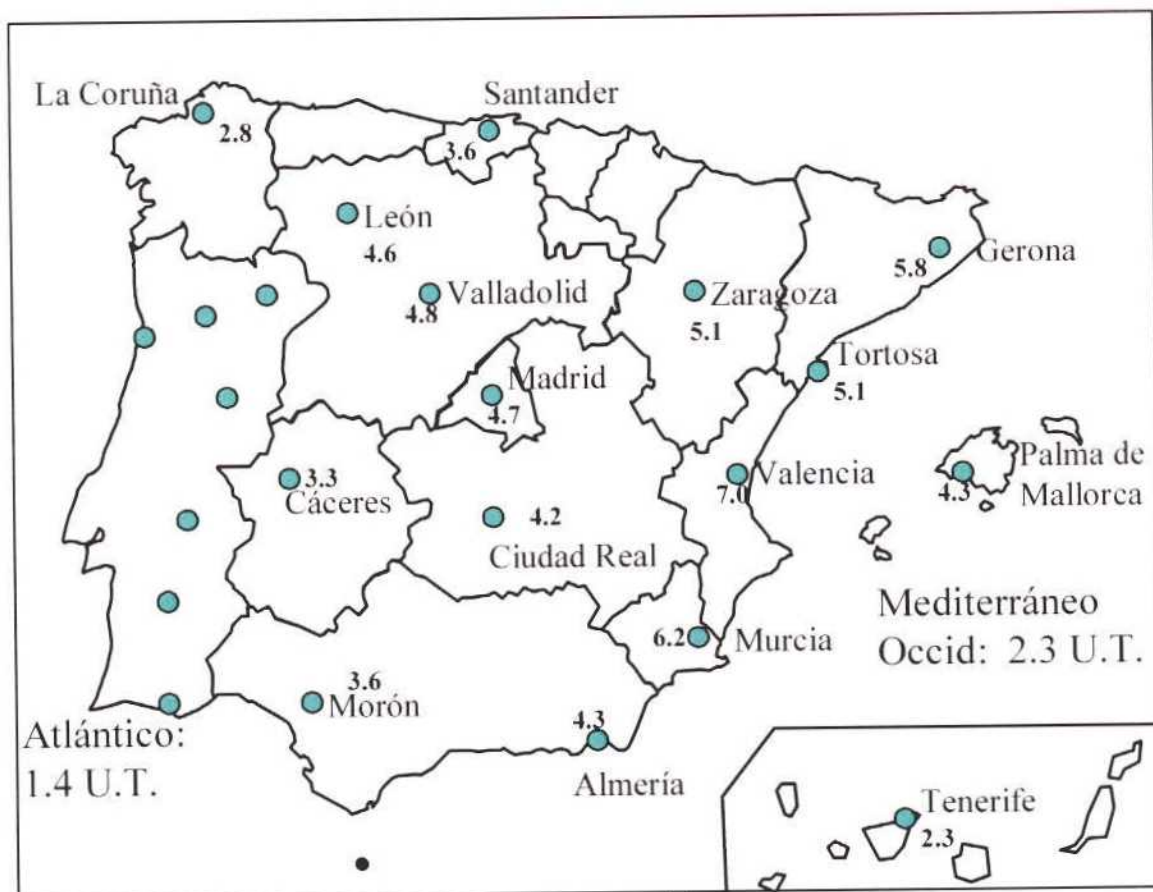 La Coruña
2.8
Santander
3.6
León
4.6
Valladolid
4.8
Zaragoza
5.1
5.8
Gerona
Tortosa
5.1
Madrid
4.7
3.3
Cáceres
4.2
Ciudad Real
Valencia
7.0
Palma de
Mallorca
4.3
Mediterráneo
Occid: 2.3 U.T.
6.2
Murcia
3.6
Morón
4.3
Almería
Atlántico:
1.4 U.T.
Tenerife
2.3